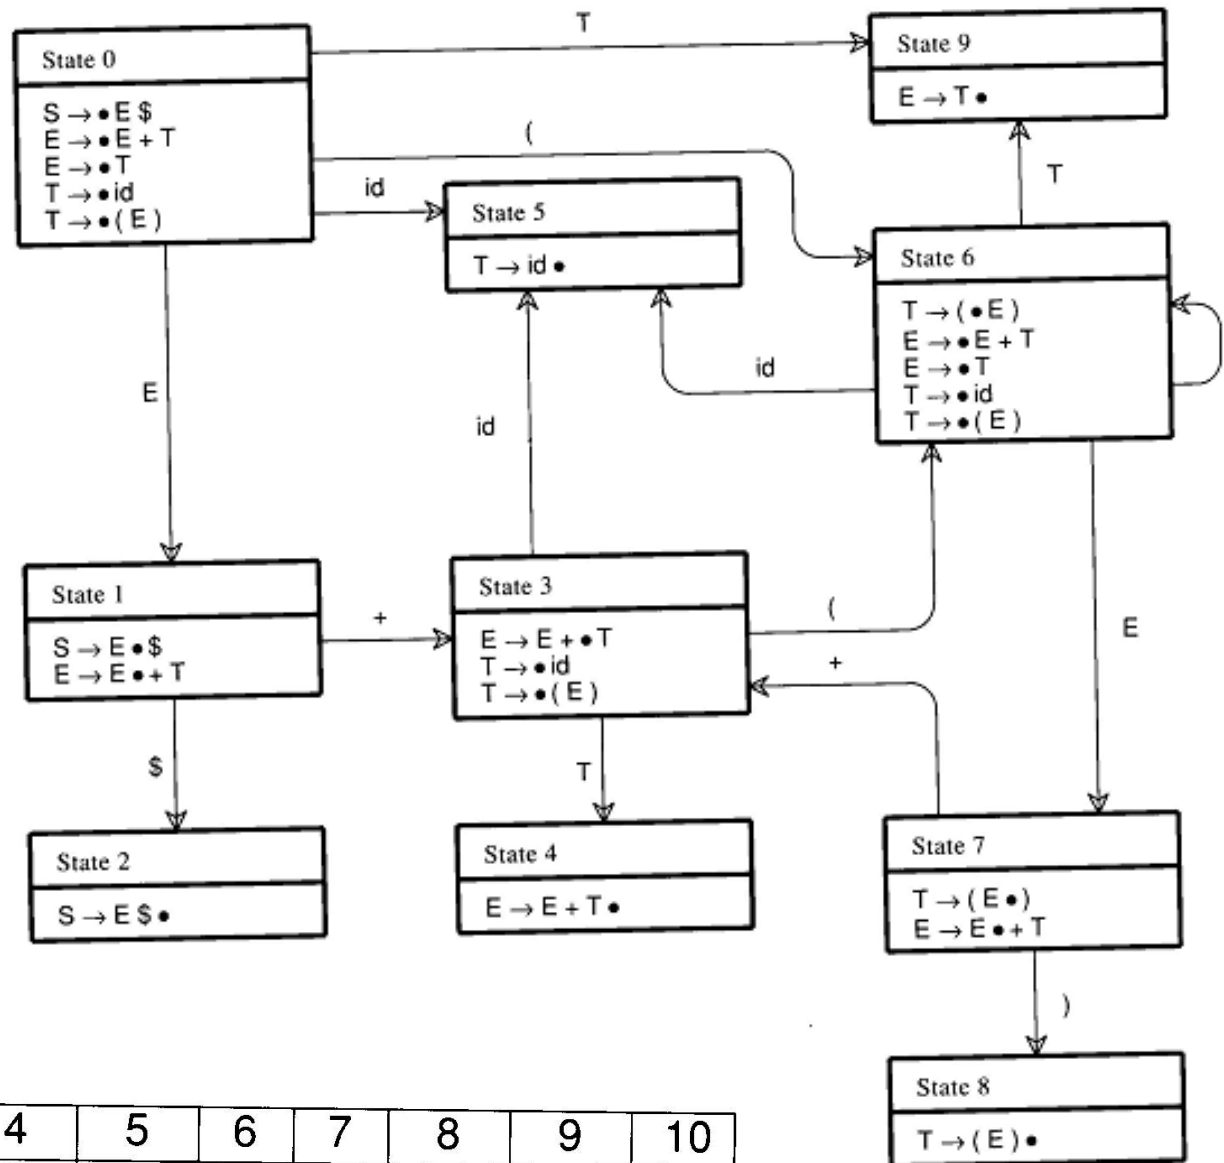 T
State 0
S → • E $
E → • E + T
E → • T
T → • id
T → • ( E )
State 9
E → T •
(
id
T
State 5
T → id •
State 6
T → ( • E )
E → • E + T
E → • T
T → • id
T → • ( E )
id
E
id
State 1
S → E • $
E → E • + T
+
State 3
E → E + • T
T → • id
T → • ( E )
(
+
E
$
T
State 2
S → E $ •
State 4
E → E + T •
State 7
T → ( E • )
E → E • + T
)
State 8
T → ( E ) •
4 5 6 7 8 9 10